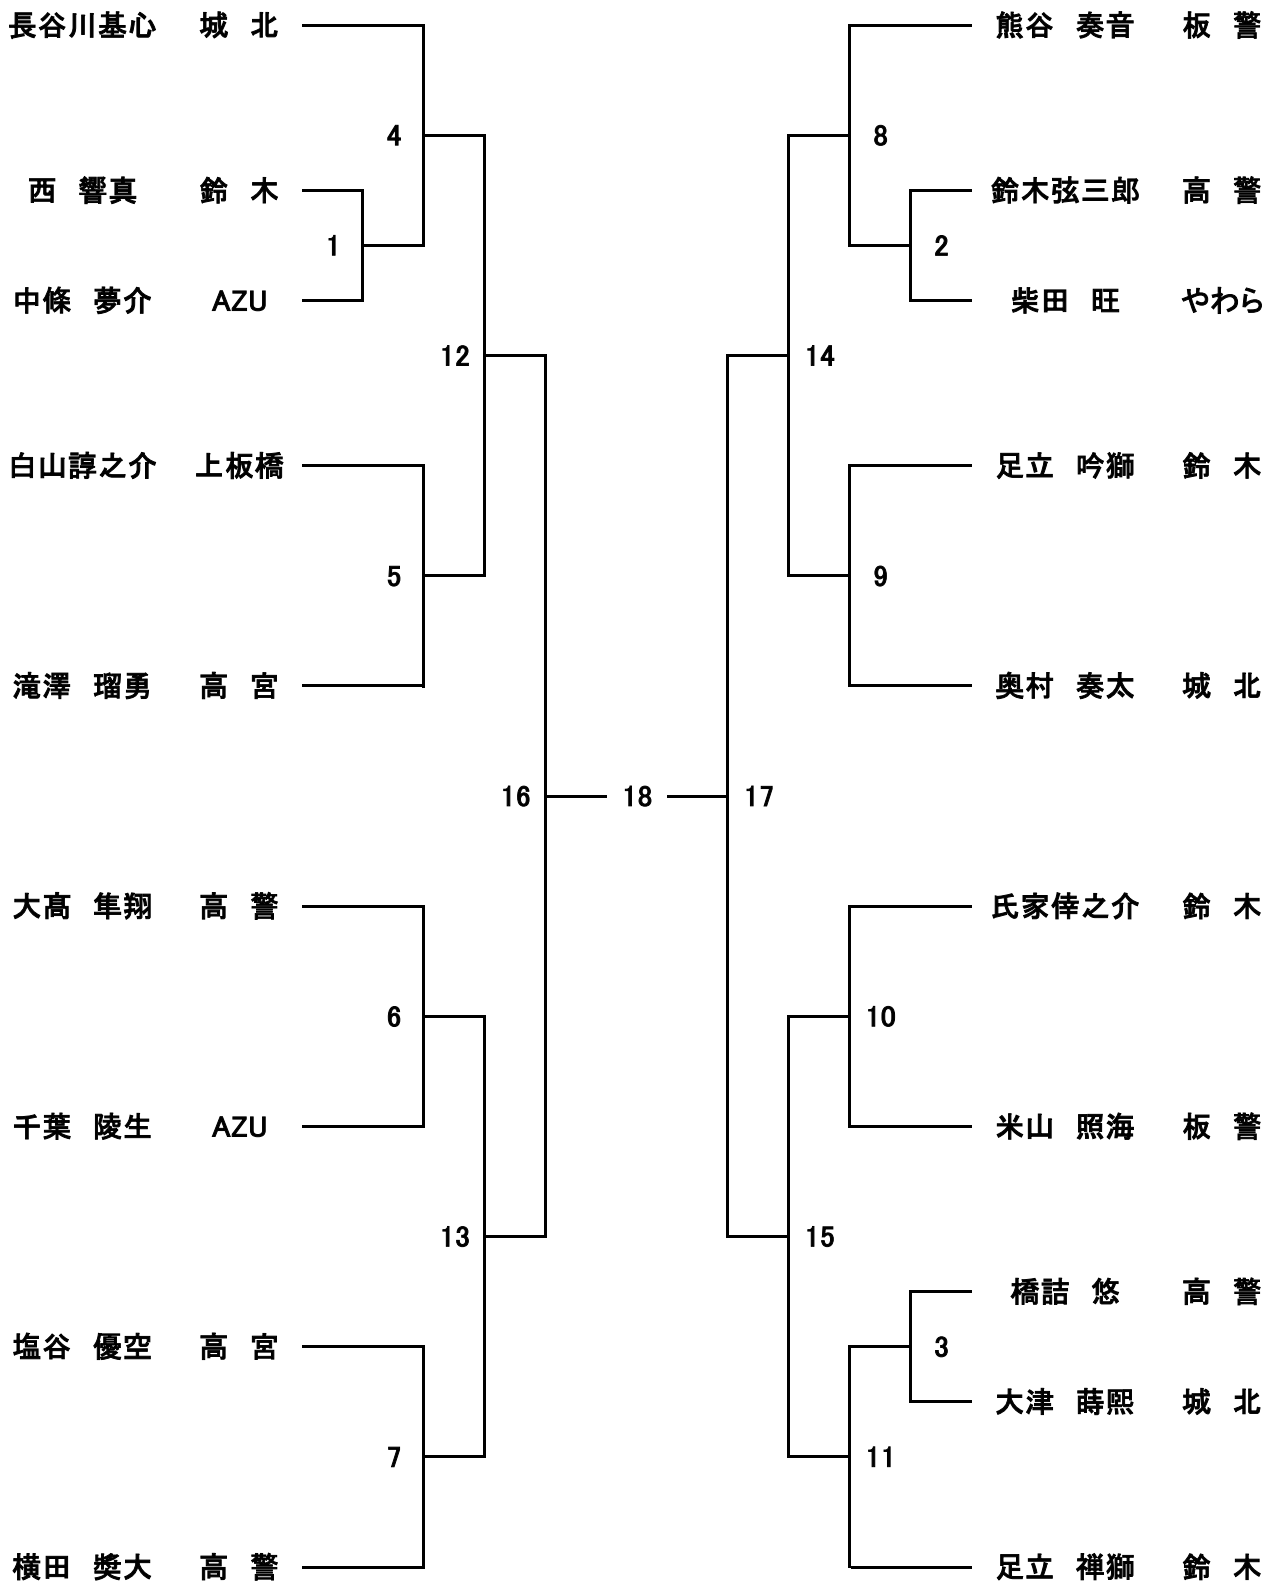 長谷川基心 城 北
4
西 響真 鈴 木
1
中條 夢介 AZU
12
白山諄之介 上板橋
5
滝澤 瑠勇 高 宮
16
大髙 隼翔 高 警
6
千葉 陵生 AZU
13
塩谷 優空 高 宮
7
横田 奬大 高 警
18
熊谷 奏音 板 警
8
鈴木弦三郎 高 警
2
柴田 旺 やわら
14
足立 吟獅 鈴 木
9
奥村 奏太 城 北
17
氏家倖之介 鈴 木
10
米山 照海 板 警
15
橋詰 悠 高 警
3
大津 蒔熙 城 北
11
足立 禅獅 鈴 木